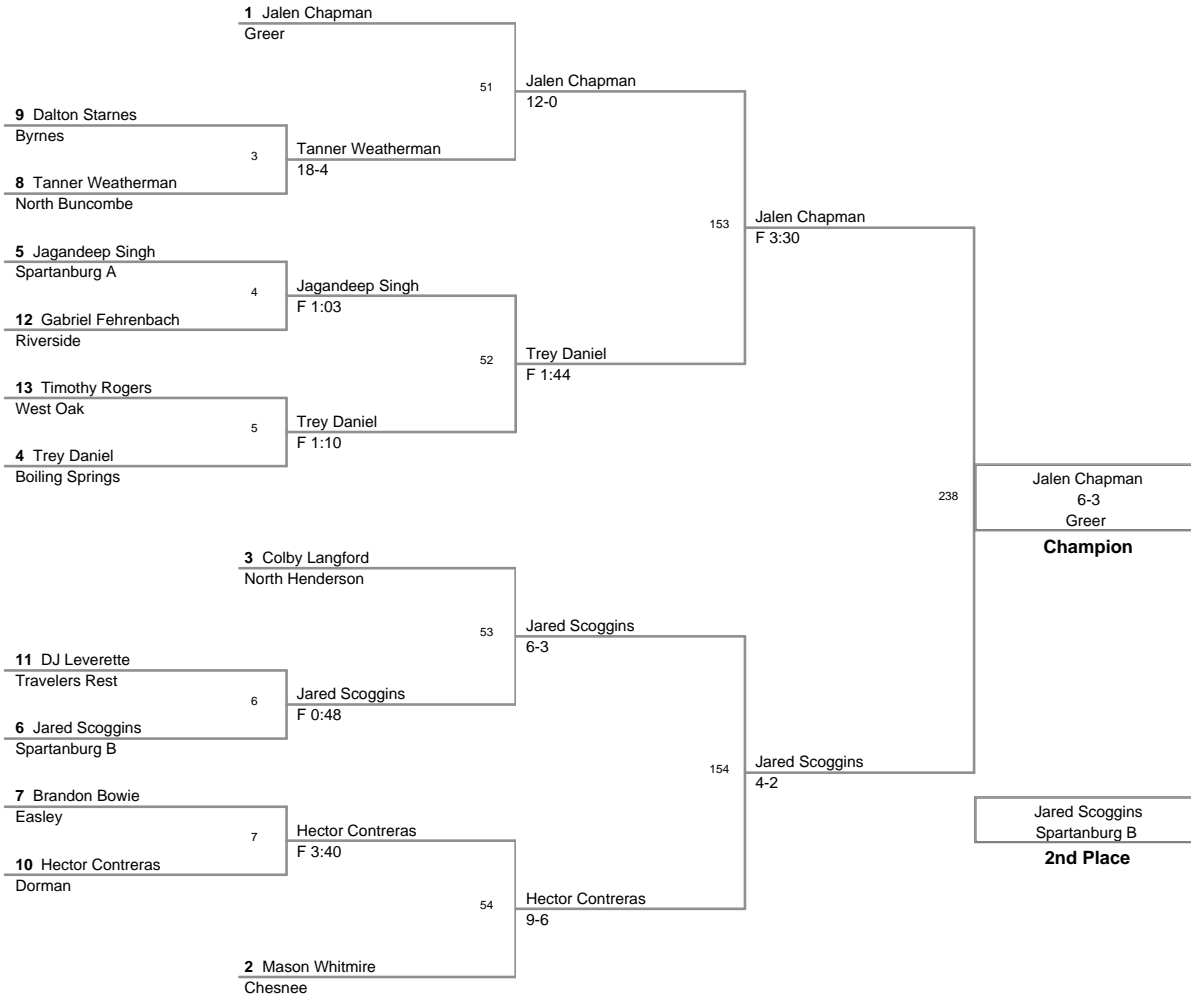 1 Jalen Chapman
Greer
51
Jalen Chapman
12-0
9 Dalton Starnes
Byrnes
3
Tanner Weatherman
18-4
8 Tanner Weatherman
North Buncombe
153
Jalen Chapman
F 3:30
5 Jagandeep Singh
Spartanburg A
4
Jagandeep Singh
F 1:03
12 Gabriel Fehrenbach
Riverside
52
Trey Daniel
F 1:44
13 Timothy Rogers
West Oak
5
Trey Daniel
F 1:10
4 Trey Daniel
Boiling Springs
238
Jalen Chapman
6-3
Greer
Champion
3 Colby Langford
North Henderson
53
Jared Scoggins
6-3
11 DJ Leverette
Travelers Rest
6
Jared Scoggins
F 0:48
6 Jared Scoggins
Spartanburg B
154
Jared Scoggins
4-2
7 Brandon Bowie
Easley
7
Hector Contreras
F 3:40
10 Hector Contreras
Dorman
54
Hector Contreras
9-6
2 Mason Whitmire
Chesnee
Jared Scoggins
Spartanburg B
2nd Place